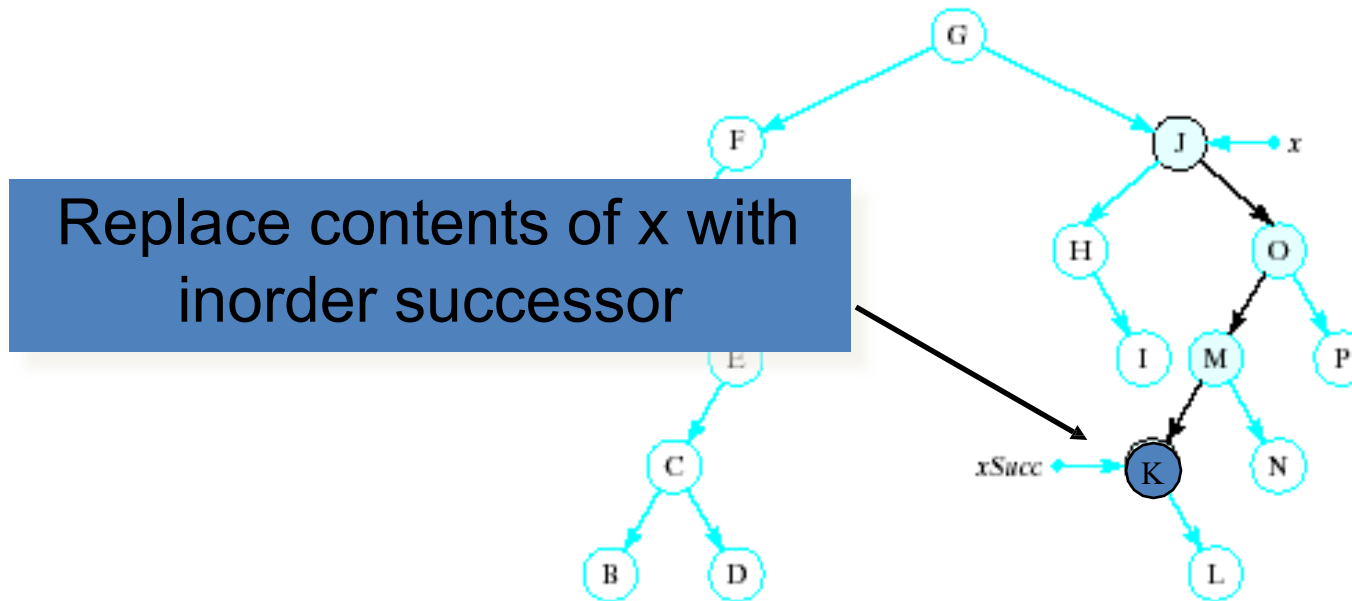 G
F
J
x
Replace contents of x with
inorder successor
H
O
E
I
M
P
C
xSucc
K
N
B
D
L